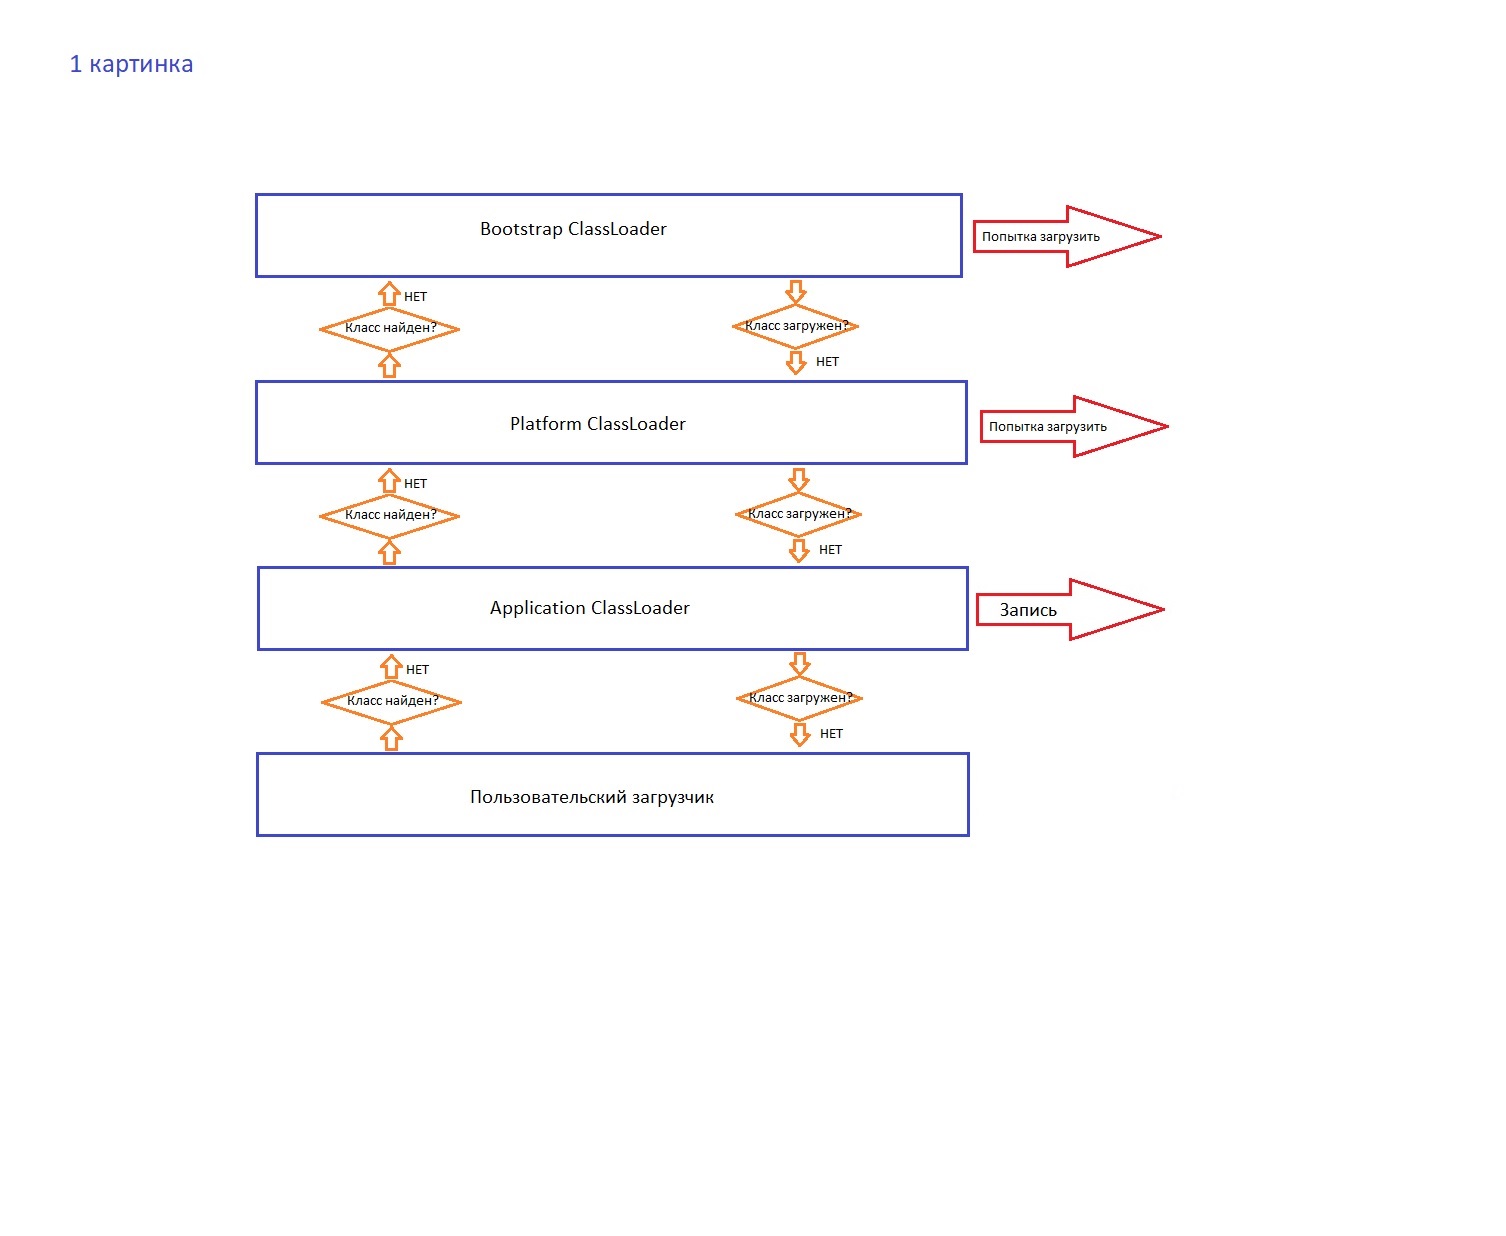 1 картинка
Bootstrap ClassLoader
Попытка загрузить
НЕТ
Класс найден?
Класс загружен?
НЕТ
Platform ClassLoader
Попытка загрузить
НЕТ
Класс найден?
Класс загружен?
НЕТ
Application ClassLoader
Запись
НЕТ
Класс найден?
Класс загружен?
НЕТ
Пользовательский загрузчик